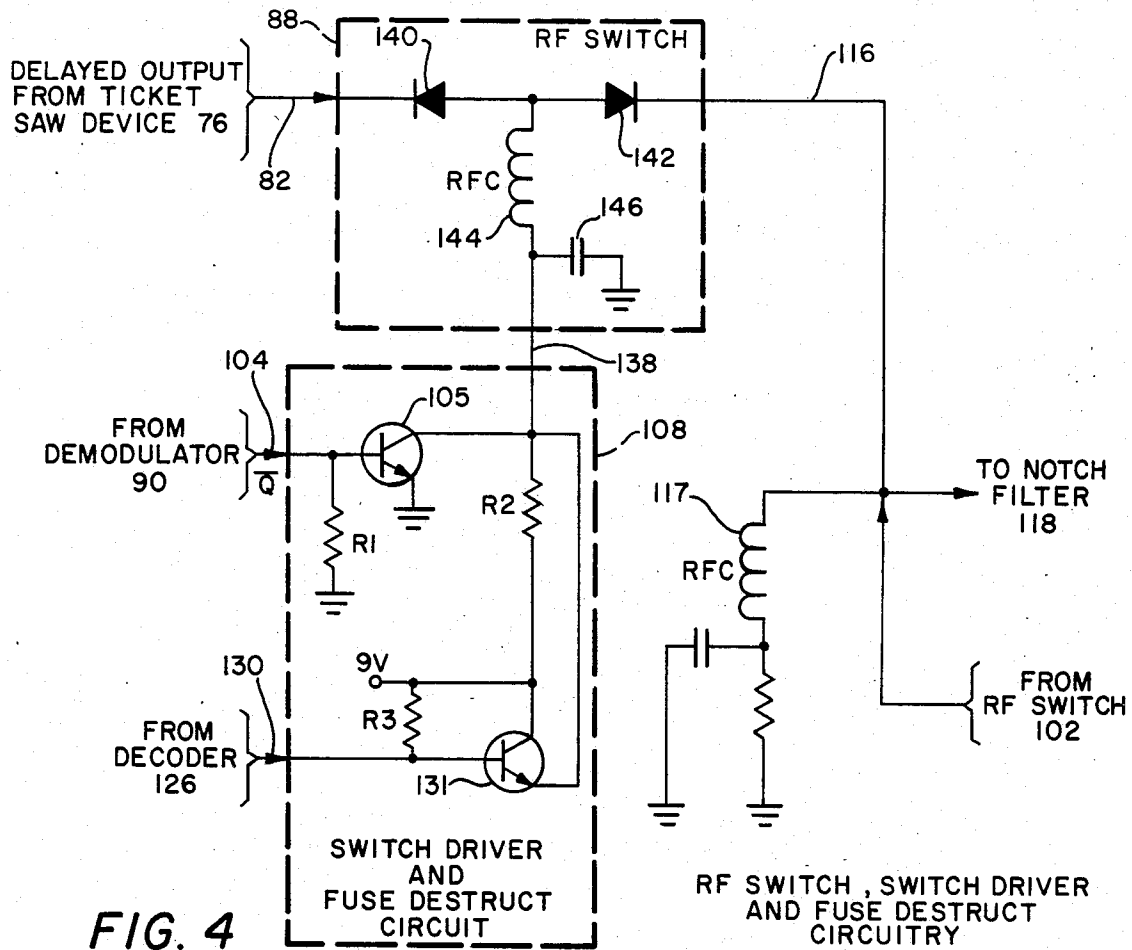 88
140
RF SWITCH
116
DELAYED OUTPUT
FROM TICKET
SAW DEVICE 76
82
142
RFC
144
146
138
104
105
108
FROM
DEMODULATOR
90
Q̅
R1
R2
TO NOTCH
FILTER
118
117
RFC
9V
130
R3
FROM
DECODER
126
131
FROM
RF SWITCH
102
SWITCH DRIVER
AND
FUSE DESTRUCT
CIRCUIT
RF SWITCH, SWITCH DRIVER
AND FUSE DESTRUCT
CIRCUITRY
FIG. 4